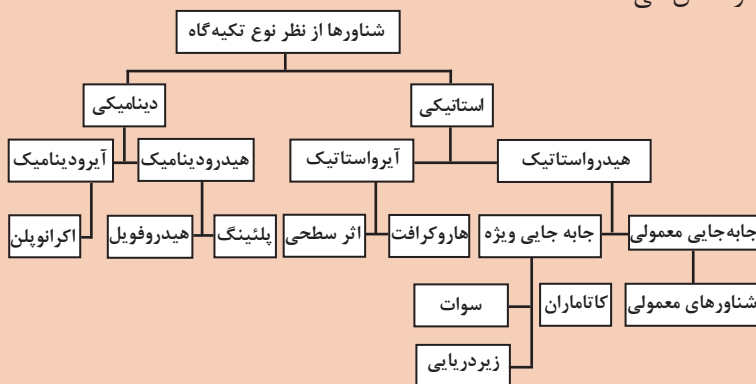 شناورها از نظر نوع تکیه‌گاه
استاتیکی
دینامیکی
هیدرواستاتیک
آیرواستاتیک
هیدرودینامیک
آیرودینامیک
جابه‌جایی معمولی
جابه جایی ویژه
هاروکرافت
اثر سطحی
پلئینگ
هیدروفویل
اکرانوپلن
شناورهای معمولی
کاتاماران
سوات
زیردریایی